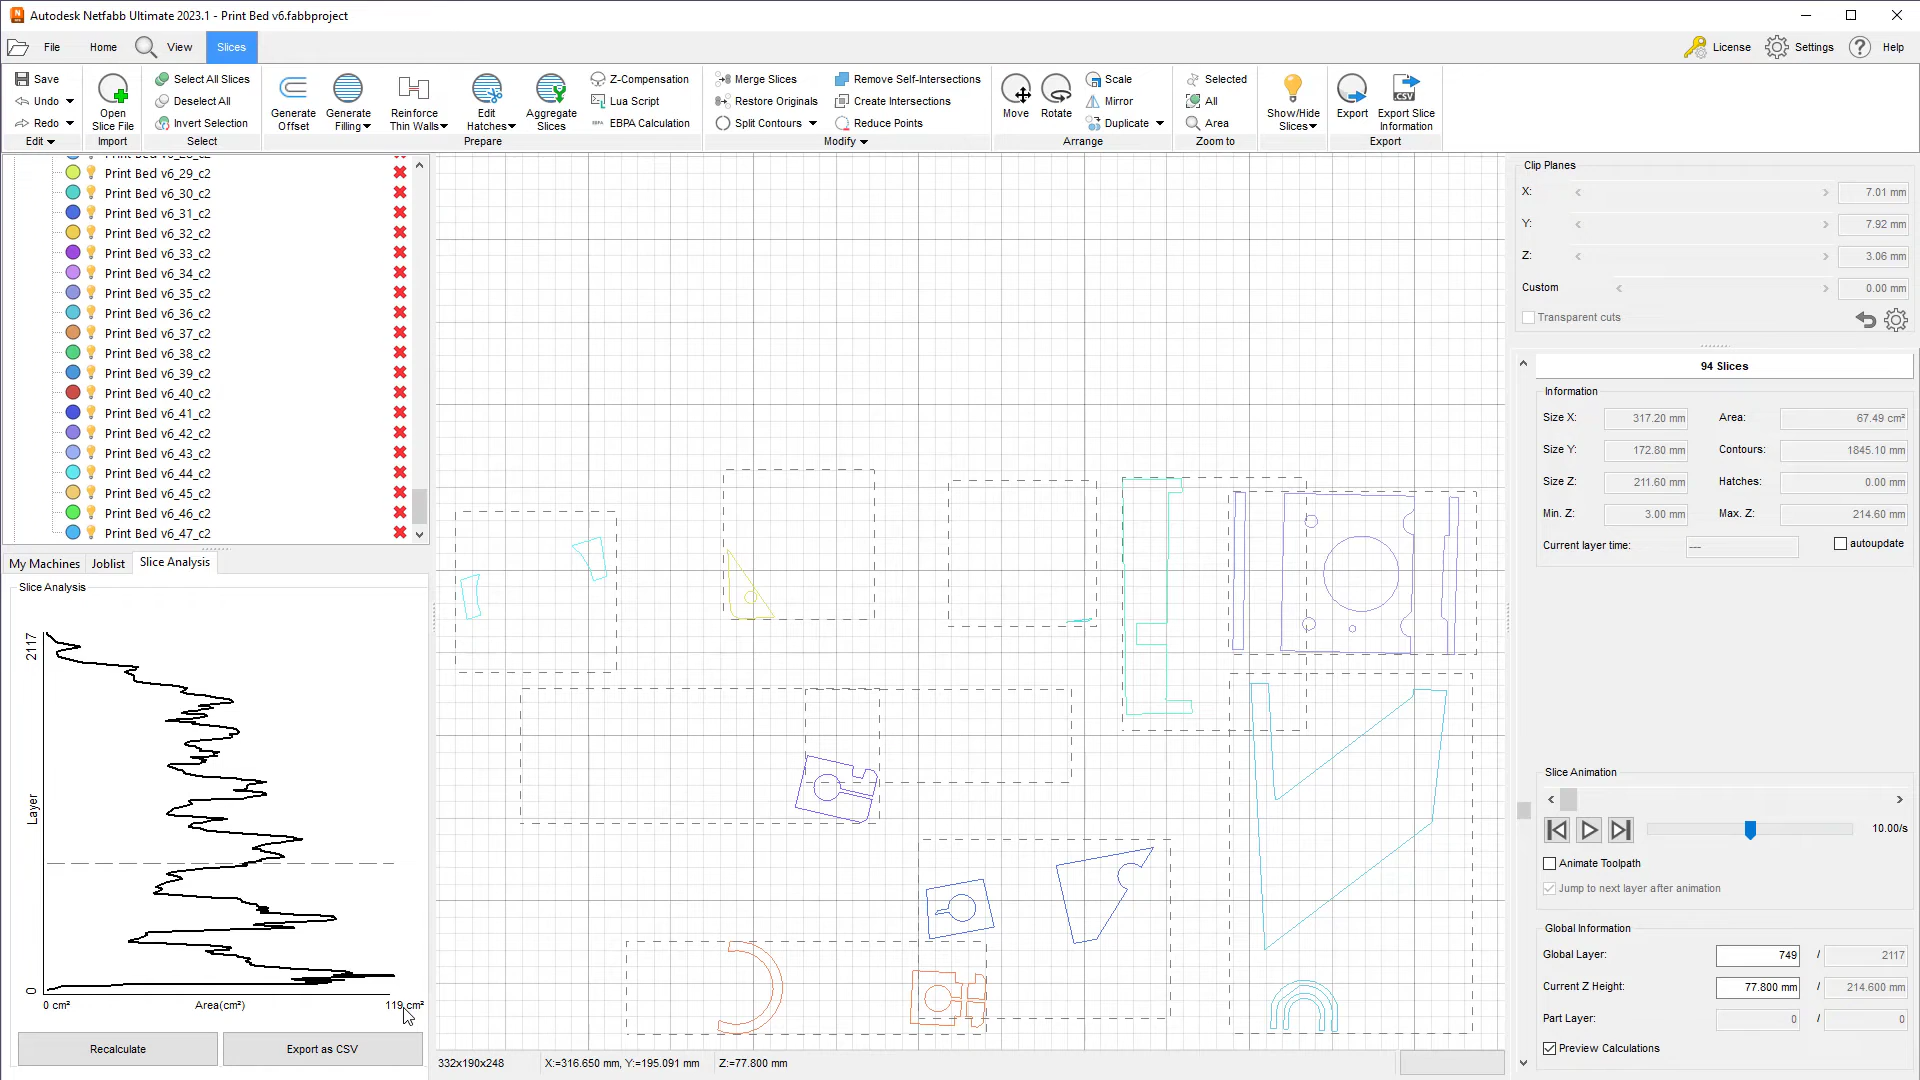 Autodesk Netfabb Ultimate 2023.1 - Print Bed v6.fabbproject
File Home View Slices License Settings Help
Save Undo Redo Edit
Open Slice File Import
Select All Slices Deselect All Invert Selection Select
Generate Offset Generate Filling Reinforce Thin Walls Edit Hatches Aggregate Slices Z-Compensation Lua Script EBPA Calculation Prepare
Merge Slices Restore Originals Split Contours Remove Self-Intersections Create Intersections Reduce Points Modify
Move Rotate Scale Mirror Duplicate Arrange
Selected All Area Zoom to
Show/Hide Slices
Export Export Slice Information Export
Print Bed v6_29_c2
Print Bed v6_30_c2
Print Bed v6_31_c2
Print Bed v6_32_c2
Print Bed v6_33_c2
Print Bed v6_34_c2
Print Bed v6_35_c2
Print Bed v6_36_c2
Print Bed v6_37_c2
Print Bed v6_38_c2
Print Bed v6_39_c2
Print Bed v6_40_c2
Print Bed v6_41_c2
Print Bed v6_42_c2
Print Bed v6_43_c2
Print Bed v6_44_c2
Print Bed v6_45_c2
Print Bed v6_46_c2
Print Bed v6_47_c2
My Machines Joblist Slice Analysis
Slice Analysis
2117
Layer
0
0 cm² Area(cm²) 119 cm²
Recalculate Export as CSV
332x190x248 X:=316.650 mm, Y:=195.091 mm Z:=77.800 mm
Clip Planes
X: 7.01 mm
Y: 7.92 mm
Z: 3.06 mm
Custom 0.00 mm
Transparent cuts
94 Slices
Information
Size X: 317.20 mm Area: 67.49 cm²
Size Y: 172.80 mm Contours: 1845.10 mm
Size Z: 211.60 mm Hatches: 0.00 mm
Min. Z: 3.00 mm Max. Z: 214.60 mm
Current layer time: --- autoupdate
Slice Animation
10.00/s
Animate Toolpath
Jump to next layer after animation
Global Information
Global Layer: 749 / 2117
Current Z Height: 77.800 mm / 214.600 mm
Part Layer: 0 / 0
Preview Calculations